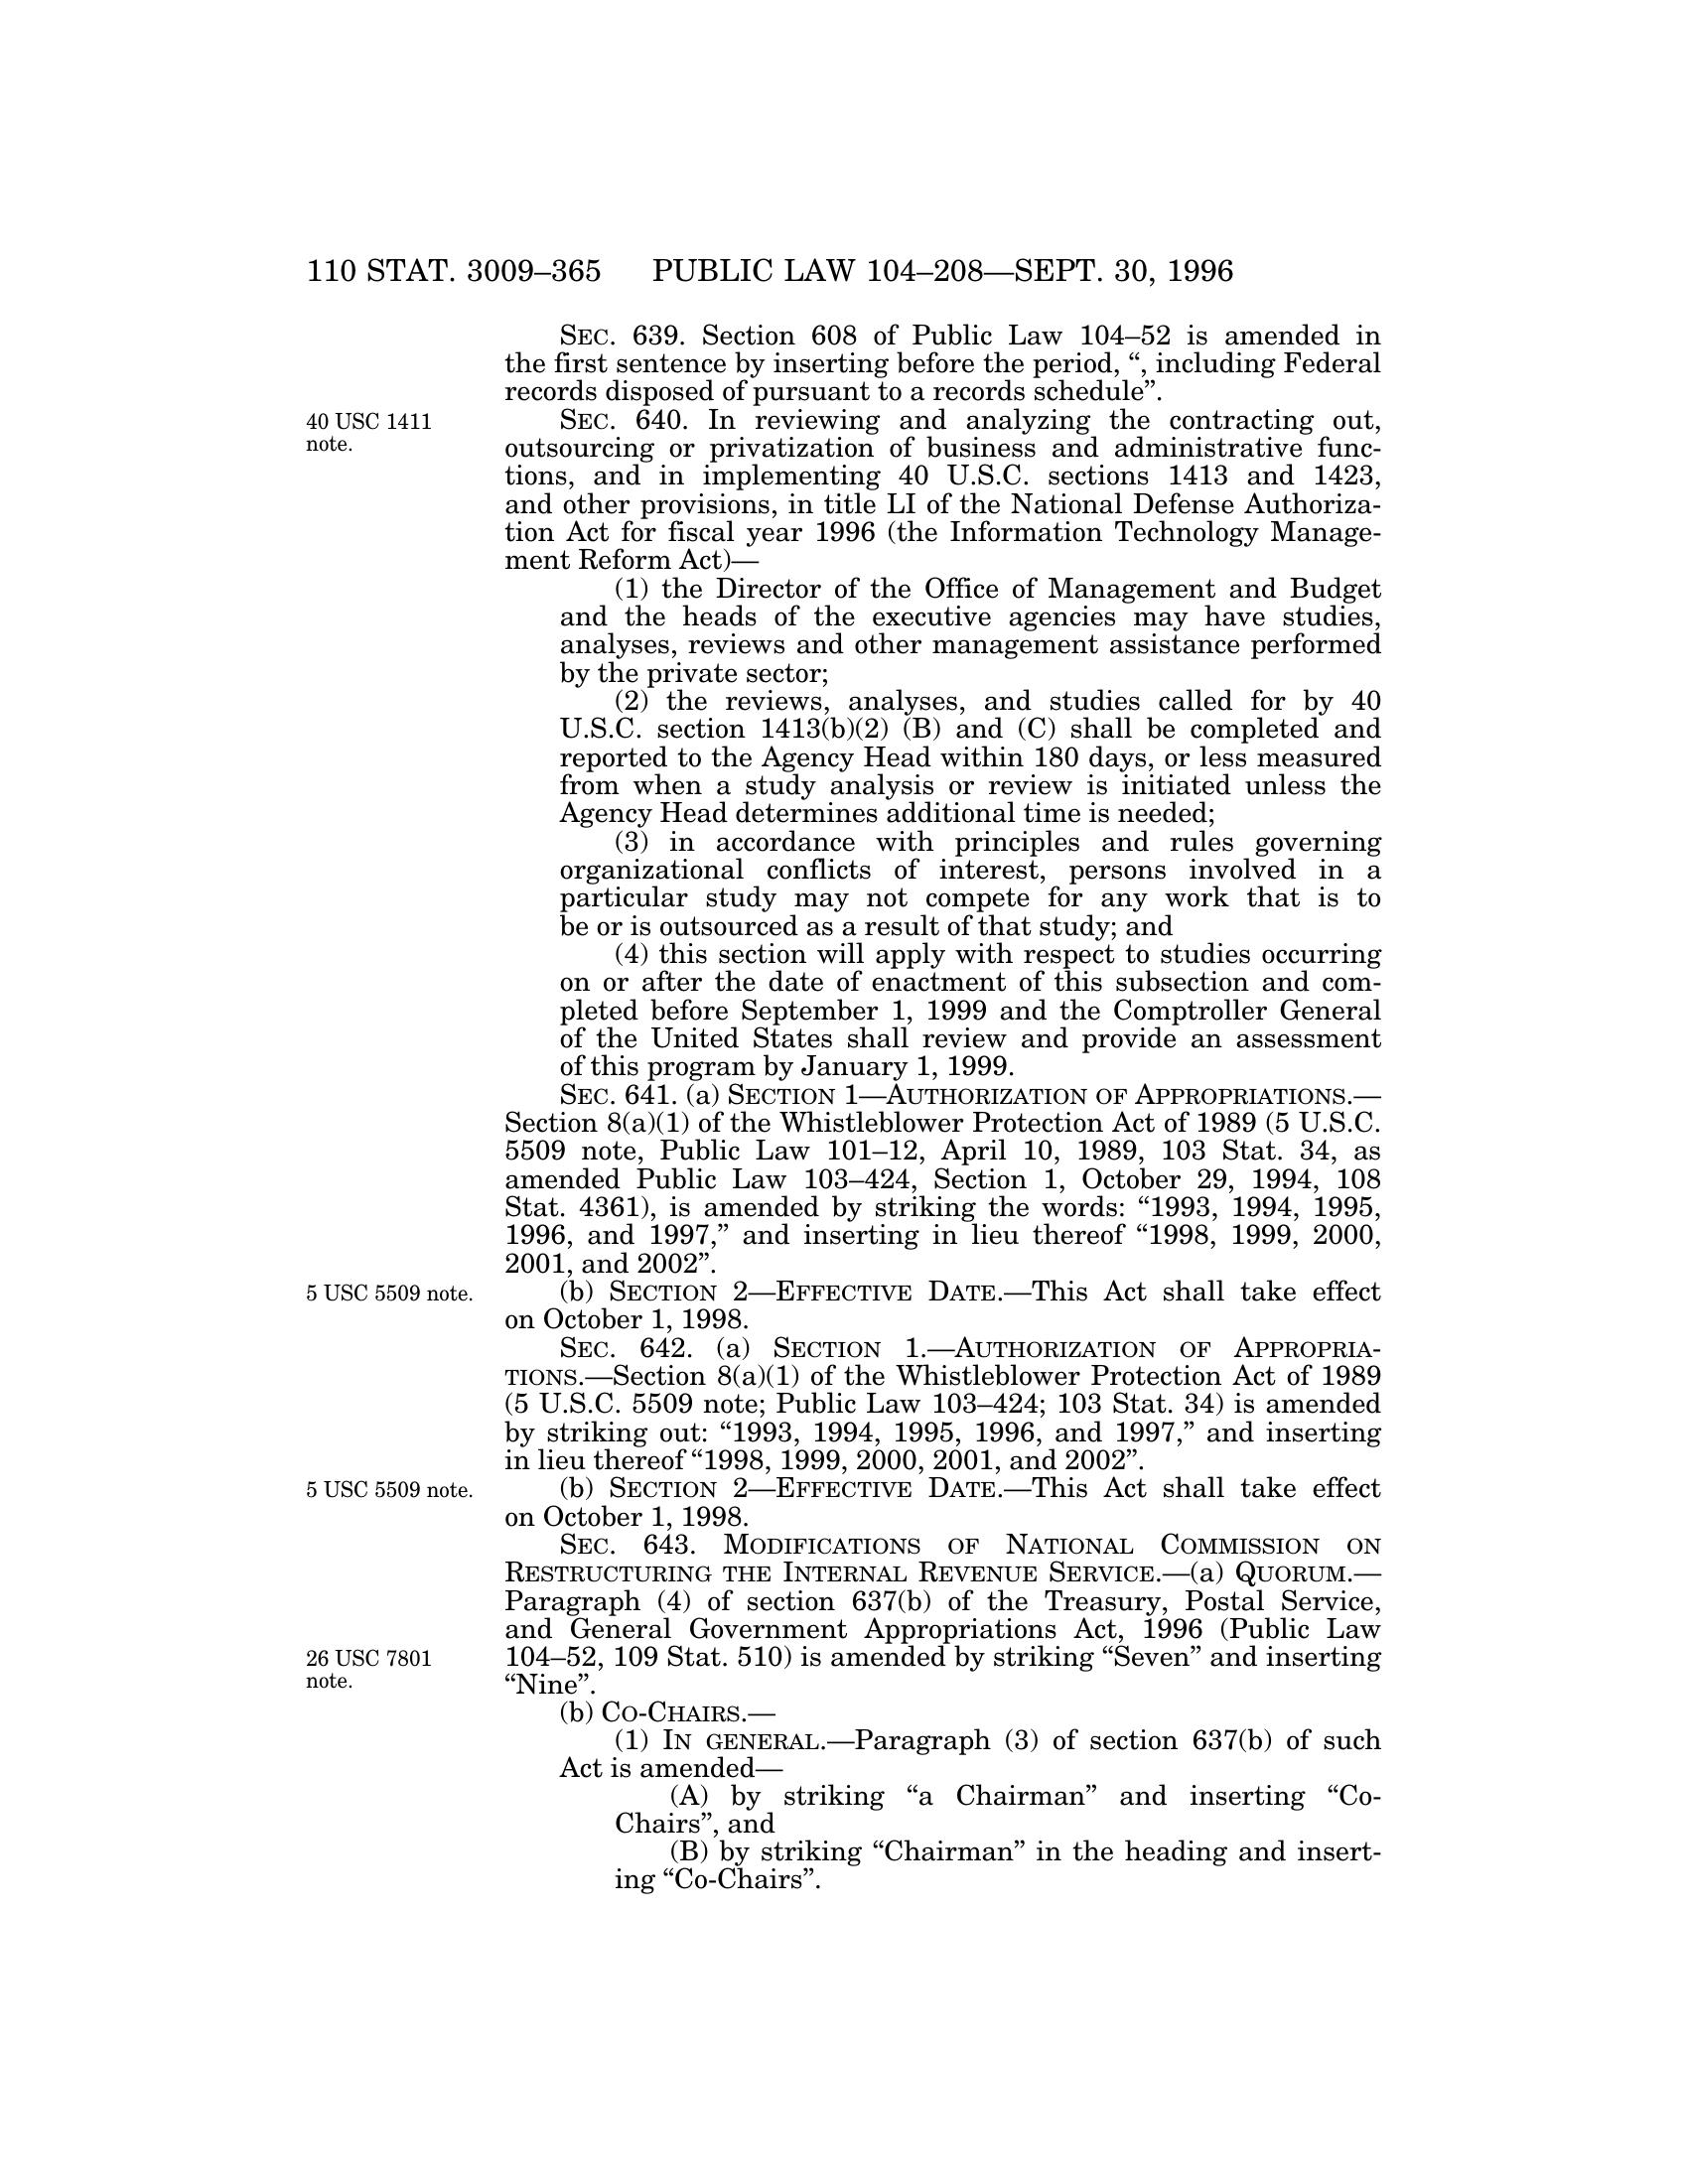 110 STAT. 3009–365 PUBLIC LAW 104–208—SEPT. 30, 1996
SEC. 639. Section 608 of Public Law 104–52 is amended in
the first sentence by inserting before the period, “, including Federal
records disposed of pursuant to a records schedule”.
40 USC 1411
note.
SEC. 640. In reviewing and analyzing the contracting out,
outsourcing or privatization of business and administrative func-
tions, and in implementing 40 U.S.C. sections 1413 and 1423,
and other provisions, in title LI of the National Defense Authoriza-
tion Act for fiscal year 1996 (the Information Technology Manage-
ment Reform Act)—
(1) the Director of the Office of Management and Budget
and the heads of the executive agencies may have studies,
analyses, reviews and other management assistance performed
by the private sector;
(2) the reviews, analyses, and studies called for by 40
U.S.C. section 1413(b)(2) (B) and (C) shall be completed and
reported to the Agency Head within 180 days, or less measured
from when a study analysis or review is initiated unless the
Agency Head determines additional time is needed;
(3) in accordance with principles and rules governing
organizational conflicts of interest, persons involved in a
particular study may not compete for any work that is to
be or is outsourced as a result of that study; and
(4) this section will apply with respect to studies occurring
on or after the date of enactment of this subsection and com-
pleted before September 1, 1999 and the Comptroller General
of the United States shall review and provide an assessment
of this program by January 1, 1999.
SEC. 641. (a) SECTION 1—AUTHORIZATION OF APPROPRIATIONS.—
Section 8(a)(1) of the Whistleblower Protection Act of 1989 (5 U.S.C.
5509 note, Public Law 101–12, April 10, 1989, 103 Stat. 34, as
amended Public Law 103–424, Section 1, October 29, 1994, 108
Stat. 4361), is amended by striking the words: “1993, 1994, 1995,
1996, and 1997,” and inserting in lieu thereof “1998, 1999, 2000,
2001, and 2002”.
5 USC 5509 note.
(b) SECTION 2—EFFECTIVE DATE.—This Act shall take effect
on October 1, 1998.
SEC. 642. (a) SECTION 1.—AUTHORIZATION OF APPROPRIA-
TIONS.—Section 8(a)(1) of the Whistleblower Protection Act of 1989
(5 U.S.C. 5509 note; Public Law 103–424; 103 Stat. 34) is amended
by striking out: “1993, 1994, 1995, 1996, and 1997,” and inserting
in lieu thereof “1998, 1999, 2000, 2001, and 2002”.
5 USC 5509 note.
(b) SECTION 2—EFFECTIVE DATE.—This Act shall take effect
on October 1, 1998.
SEC. 643. MODIFICATIONS OF NATIONAL COMMISSION ON
RESTRUCTURING THE INTERNAL REVENUE SERVICE.—(a) QUORUM.—
Paragraph (4) of section 637(b) of the Treasury, Postal Service,
and General Government Appropriations Act, 1996 (Public Law
26 USC 7801
note.
104–52, 109 Stat. 510) is amended by striking “Seven” and inserting
“Nine”.
(b) CO-CHAIRS.—
(1) IN GENERAL.—Paragraph (3) of section 637(b) of such
Act is amended—
(A) by striking “a Chairman” and inserting “Co-
Chairs”, and
(B) by striking “Chairman” in the heading and insert-
ing “Co-Chairs”.